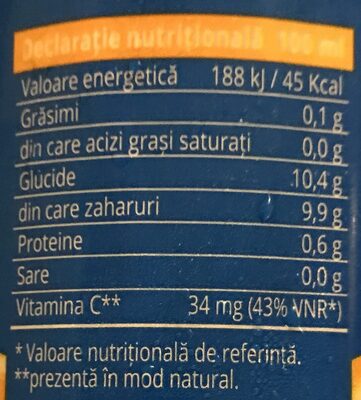 Declarație nutrițională 100 ml
Valoare energetică 188 kJ / 45 Kcal
Grăsimi 0,1 g
din care acizi grași saturați 0,0 g
Glucide 10,4 g
din care zaharuri 9,9 g
Proteine 0,6 g
Sare 0,0 g
Vitamina C** 34 mg (43% VNR*)
* Valoare nutrițională de referință.
**prezentă în mod natural.